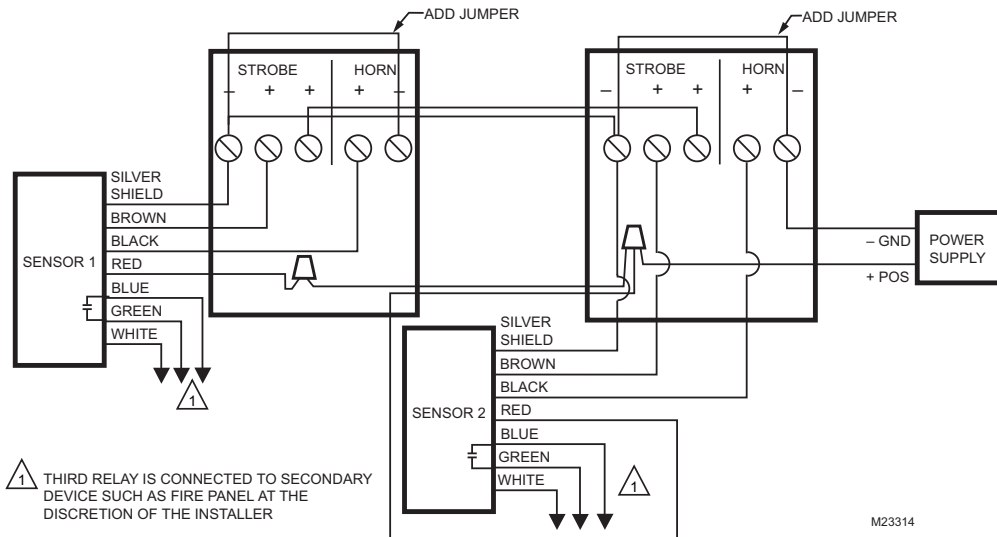 ADD JUMPER
ADD JUMPER
STROBE HORN
– + + + –
STROBE HORN
– + + + –
SILVER
SHIELD
BROWN
BLACK
RED
BLUE
GREEN
WHITE
SENSOR 1
1
– GND
+ POS
POWER
SUPPLY
SILVER
SHIELD
BROWN
BLACK
RED
BLUE
GREEN
WHITE
SENSOR 2
1
1 THIRD RELAY IS CONNECTED TO SECONDARY
DEVICE SUCH AS FIRE PANEL AT THE
DISCRETION OF THE INSTALLER
M23314